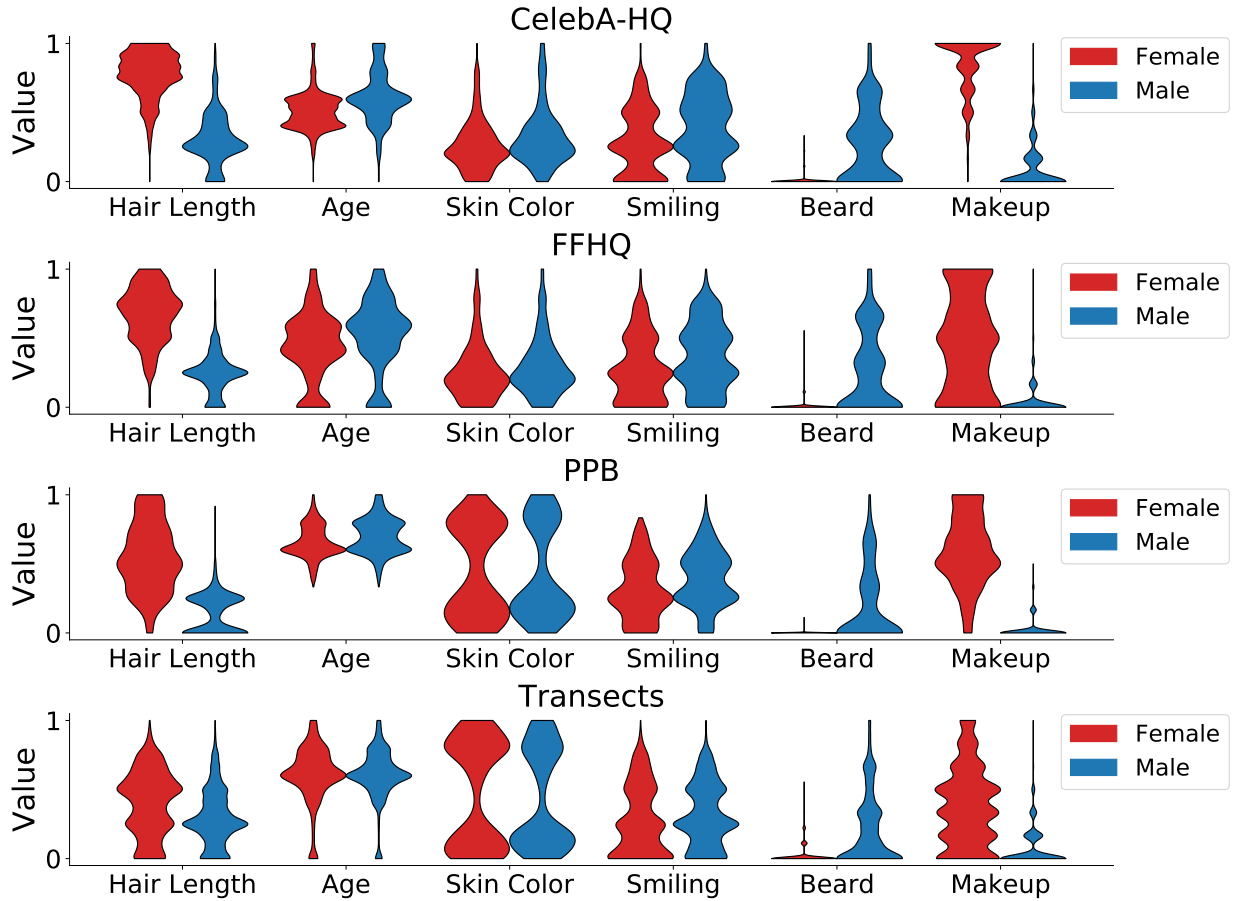 CelebA-HQ
Value
1
0
Hair Length Age Skin Color Smiling Beard Makeup
Female
Male
FFHQ
Value
1
0
Hair Length Age Skin Color Smiling Beard Makeup
Female
Male
PPB
Value
1
0
Hair Length Age Skin Color Smiling Beard Makeup
Female
Male
Transects
Value
1
0
Hair Length Age Skin Color Smiling Beard Makeup
Female
Male